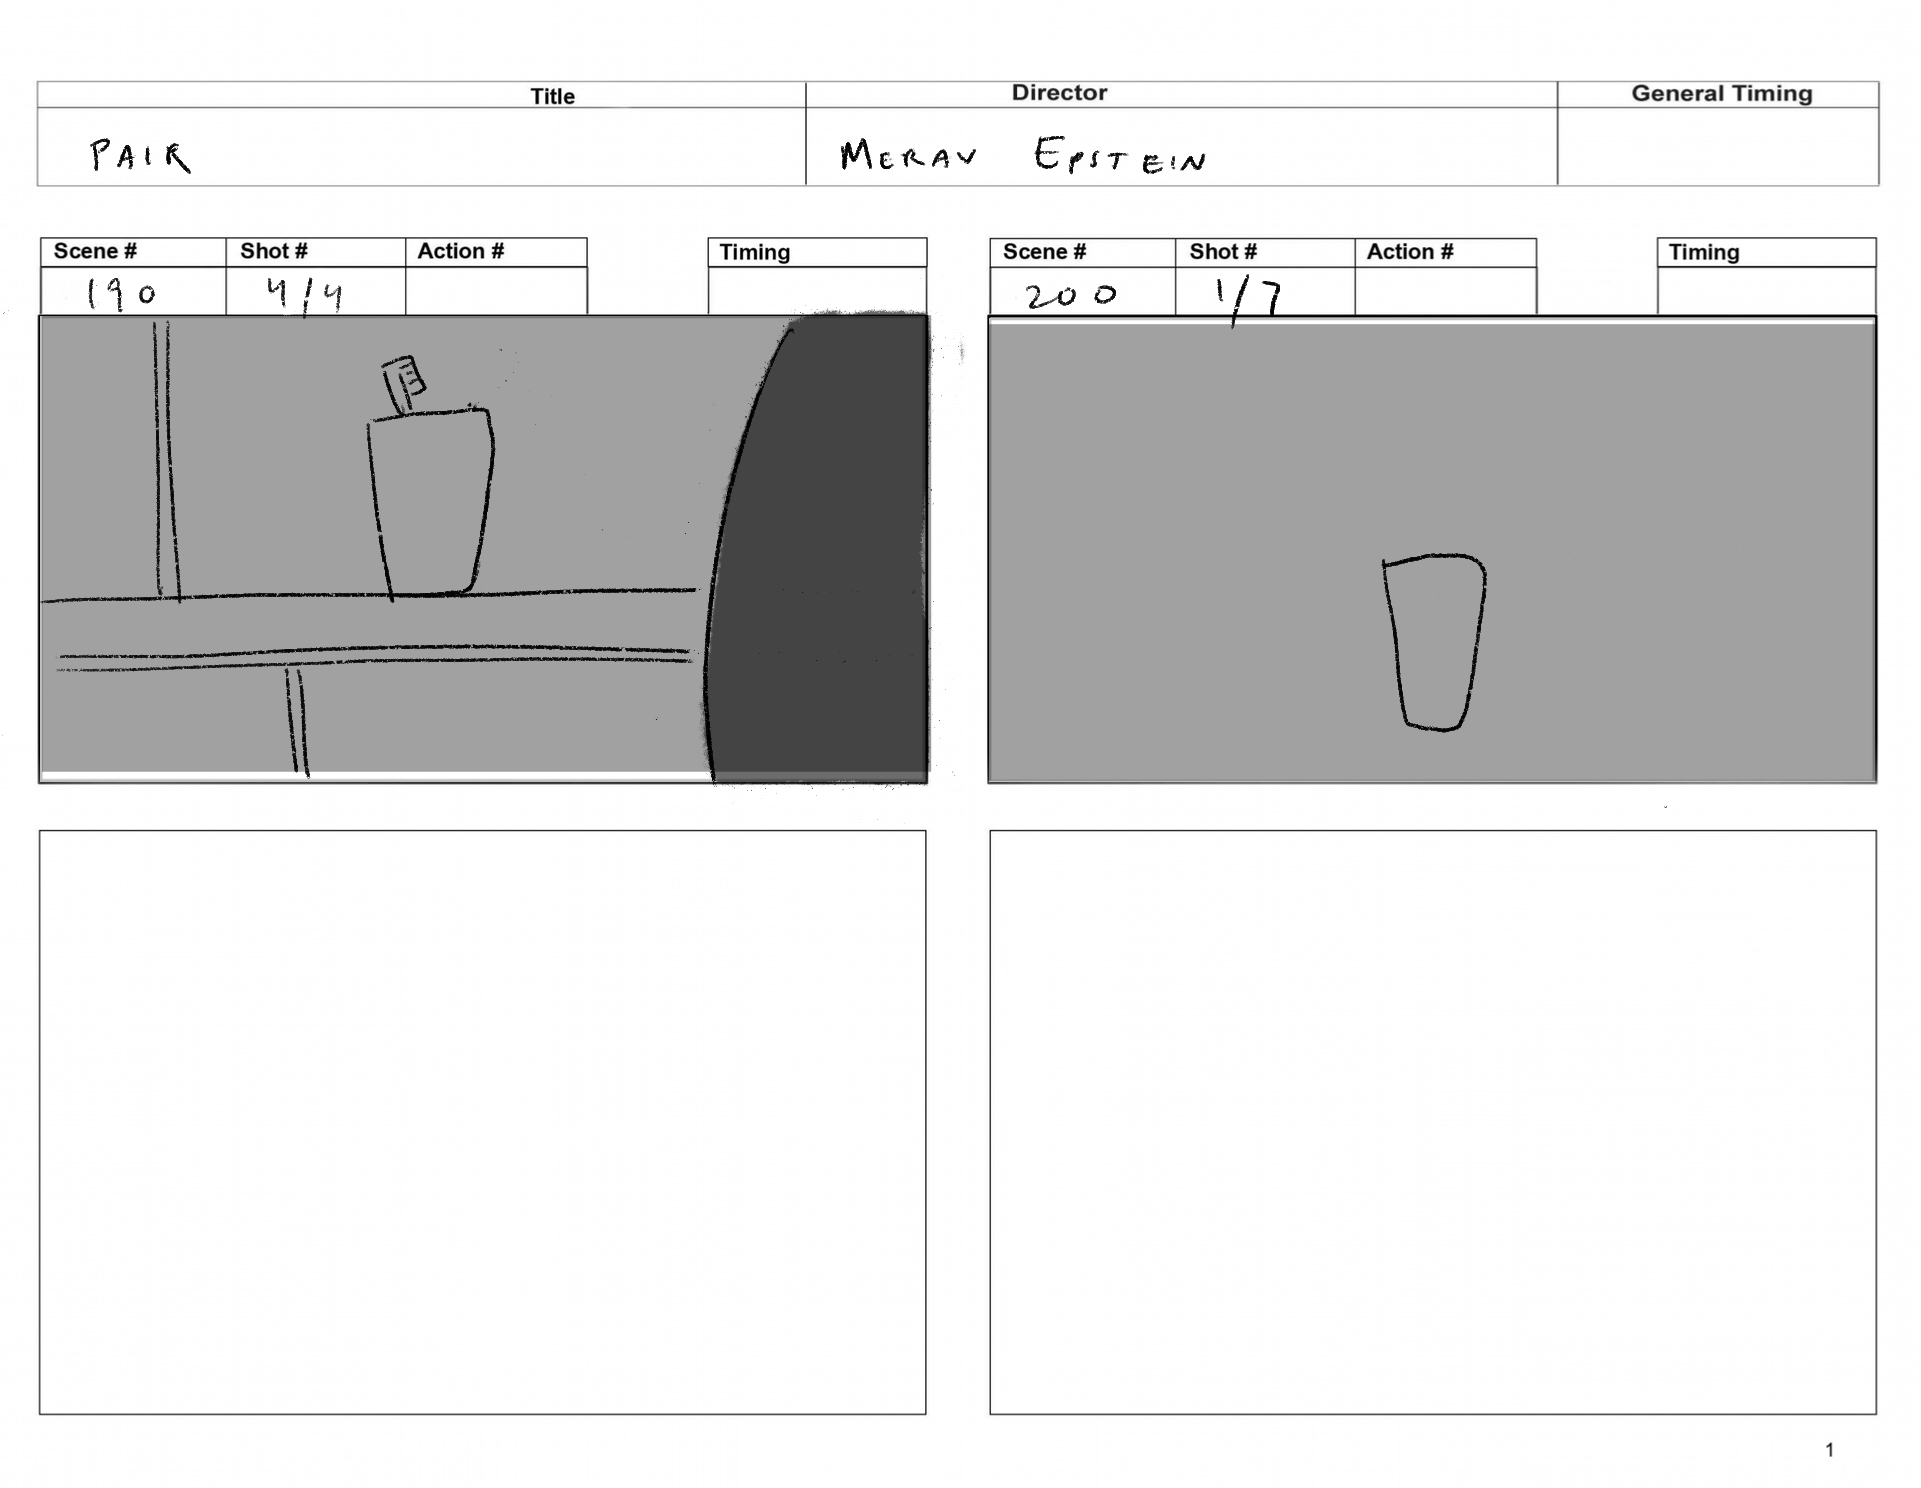 Title Director General Timing
PAIR MERAV EPSTEIN
Scene # Shot # Action # Timing
190 4/4
Scene # Shot # Action # Timing
200 1/7
1